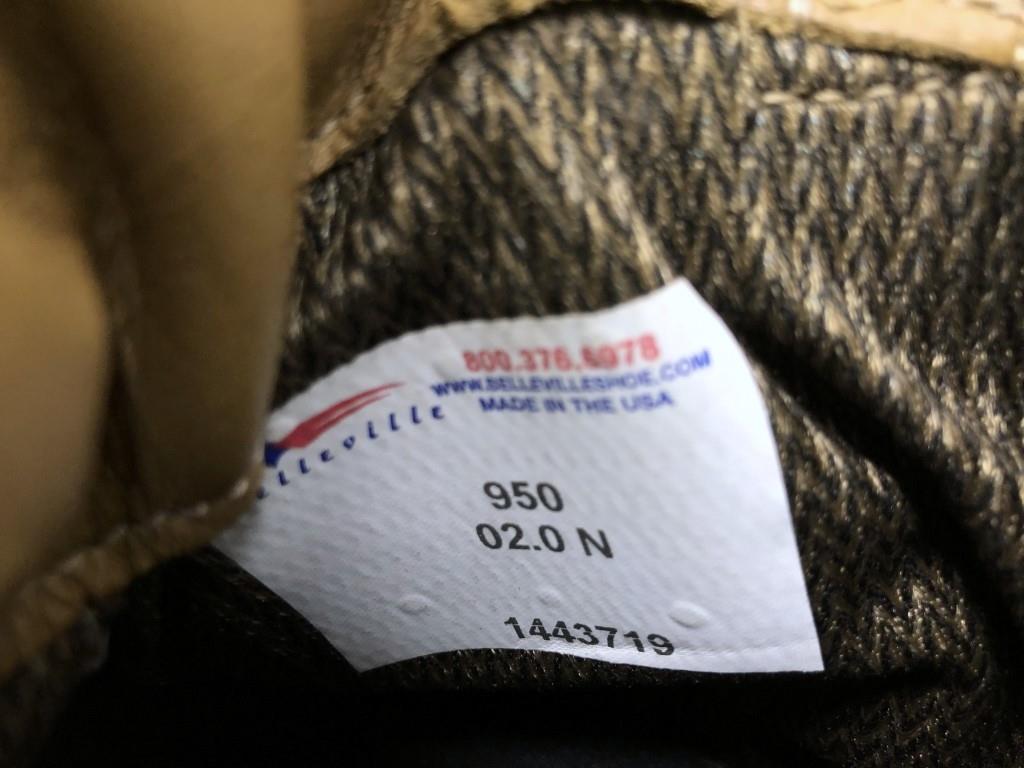 800.376.6978
WWW.BELLEVILLESHOE.COM
MADE IN THE USA
elleville
950
02.0 N
1443719